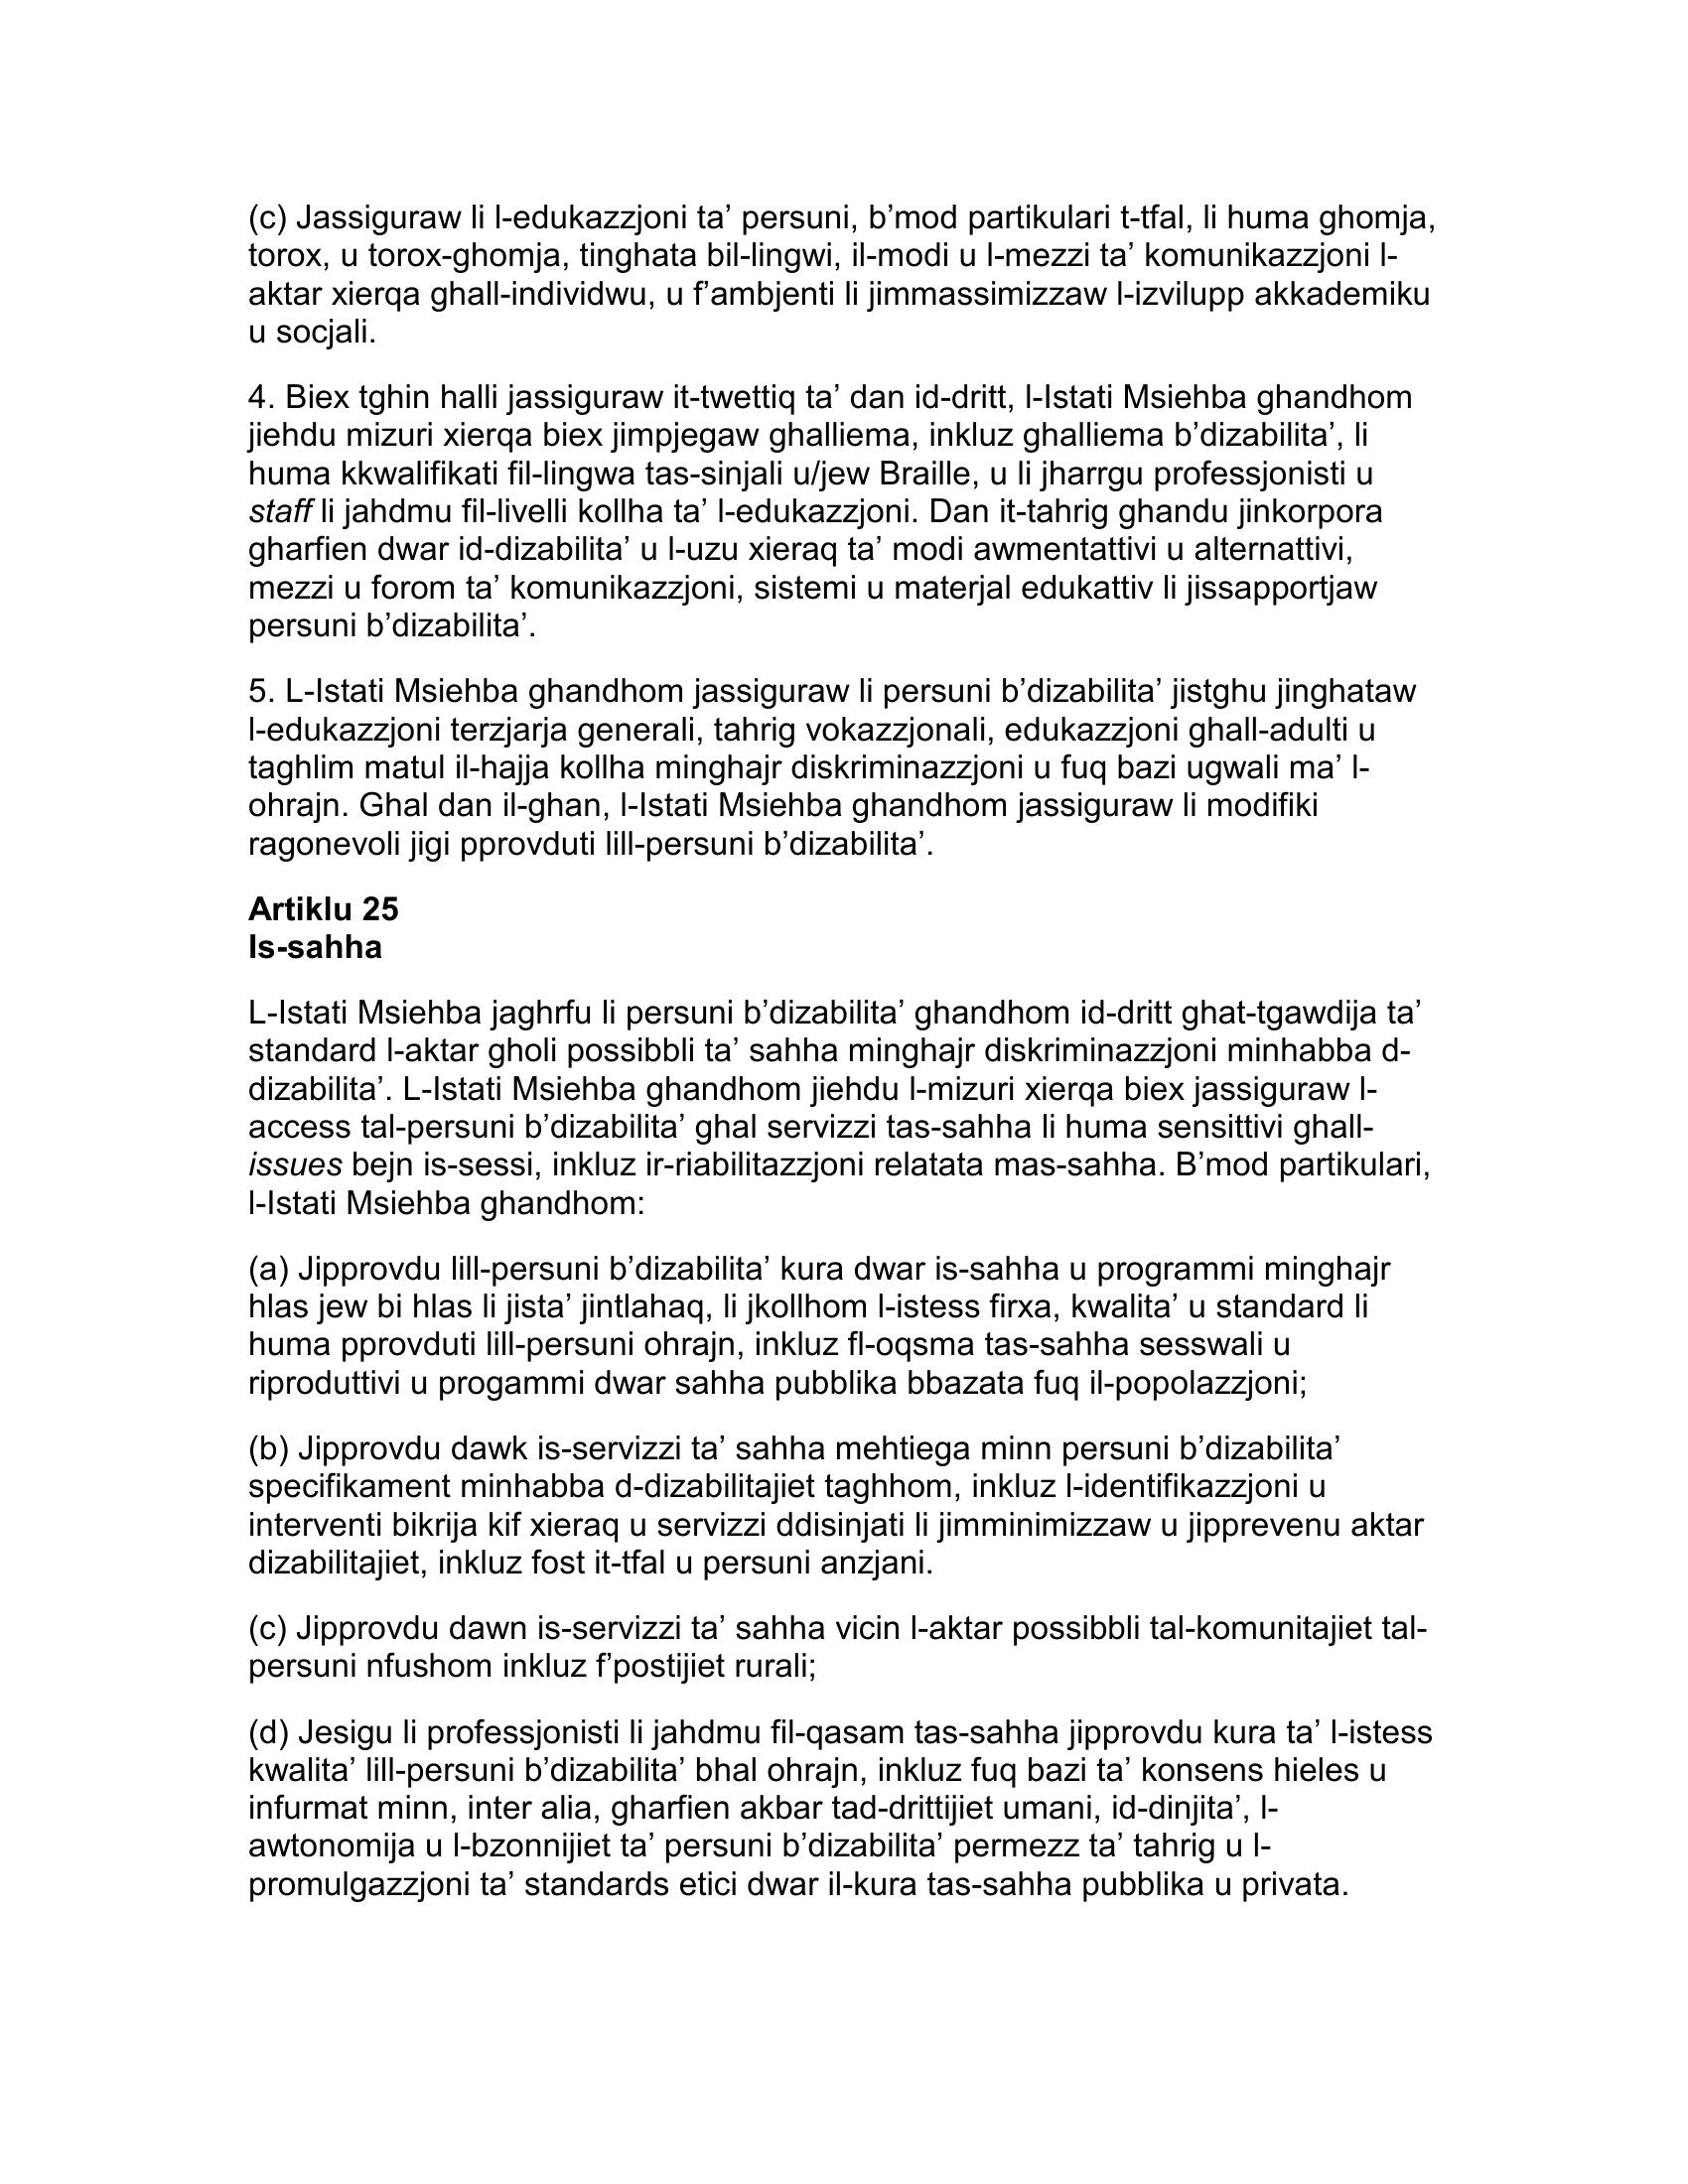 (c) Jassiguraw li l-edukazzjoni ta’ persuni, b’mod partikulari t-tfal, li huma ghomja,
torox, u torox-ghomja, tinghata bil-lingwi, il-modi u l-mezzi ta’ komunikazzjoni l-
aktar xierqa ghall-individwu, u f’ambjenti li jimmassimizzaw l-izvilupp akkademiku
u socjali.
4. Biex tghin halli jassiguraw it-twettiq ta’ dan id-dritt, l-Istati Msiehba ghandhom
jiehdu mizuri xierqa biex jimpjegaw ghalliema, inkluz ghalliema b’dizabilita’, li
huma kkwalifikati fil-lingwa tas-sinjali u/jew Braille, u li jharrgu professjonisti u
staff li jahdmu fil-livelli kollha ta’ l-edukazzjoni. Dan it-tahrig ghandu jinkorpora
gharfien dwar id-dizabilita’ u l-uzu xieraq ta’ modi awmentattivi u alternattivi,
mezzi u forom ta’ komunikazzjoni, sistemi u materjal edukattiv li jissapportjaw
persuni b’dizabilita’.
5. L-Istati Msiehba ghandhom jassiguraw li persuni b’dizabilita’ jistghu jinghataw
l-edukazzjoni terzjarja generali, tahrig vokazzjonali, edukazzjoni ghall-adulti u
taghlim matul il-hajja kollha minghajr diskriminazzjoni u fuq bazi ugwali ma’ l-
ohrajn. Ghal dan il-ghan, l-Istati Msiehba ghandhom jassiguraw li modifiki
ragonevoli jigi pprovduti lill-persuni b’dizabilita’.
Artiklu 25
Is-sahha
L-Istati Msiehba jaghrfu li persuni b’dizabilita’ ghandhom id-dritt ghat-tgawdija ta’
standard l-aktar gholi possibbli ta’ sahha minghajr diskriminazzjoni minhabba d-
dizabilita’. L-Istati Msiehba ghandhom jiehdu l-mizuri xierqa biex jassiguraw l-
access tal-persuni b’dizabilita’ ghal servizzi tas-sahha li huma sensittivi ghall-
issues bejn is-sessi, inkluz ir-riabilitazzjoni relatata mas-sahha. B’mod partikulari,
l-Istati Msiehba ghandhom:
(a) Jipprovdu lill-persuni b’dizabilita’ kura dwar is-sahha u programmi minghajr
hlas jew bi hlas li jista’ jintlahaq, li jkollhom l-istess firxa, kwalita’ u standard li
huma pprovduti lill-persuni ohrajn, inkluz fl-oqsma tas-sahha sesswali u
riproduttivi u progammi dwar sahha pubblika bbazata fuq il-popolazzjoni;
(b) Jipprovdu dawk is-servizzi ta’ sahha mehtiega minn persuni b’dizabilita’
specifikament minhabba d-dizabilitajiet taghhom, inkluz l-identifikazzjoni u
interventi bikrija kif xieraq u servizzi ddisinjati li jimminimizzaw u jipprevenu aktar
dizabilitajiet, inkluz fost it-tfal u persuni anzjani.
(c) Jipprovdu dawn is-servizzi ta’ sahha vicin l-aktar possibbli tal-komunitajiet tal-
persuni nfushom inkluz f’postijiet rurali;
(d) Jesigu li professjonisti li jahdmu fil-qasam tas-sahha jipprovdu kura ta’ l-istess
kwalita’ lill-persuni b’dizabilita’ bhal ohrajn, inkluz fuq bazi ta’ konsens hieles u
infurmat minn, inter alia, gharfien akbar tad-drittijiet umani, id-dinjita’, l-
awtonomija u l-bzonnijiet ta’ persuni b’dizabilita’ permezz ta’ tahrig u l-
promulgazzjoni ta’ standards etici dwar il-kura tas-sahha pubblika u privata.